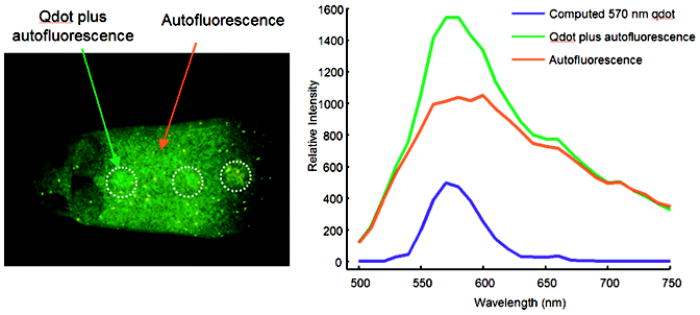 Qdot plus
autofluorescence
Autofluorescence
Computed 570 nm qdot
Qdot plus autofluorescence
Autofluorescence
Relative Intensity
1600
1400
1200
1000
800
600
400
200
0
500
550
600
650
700
750
Wavelength (nm)